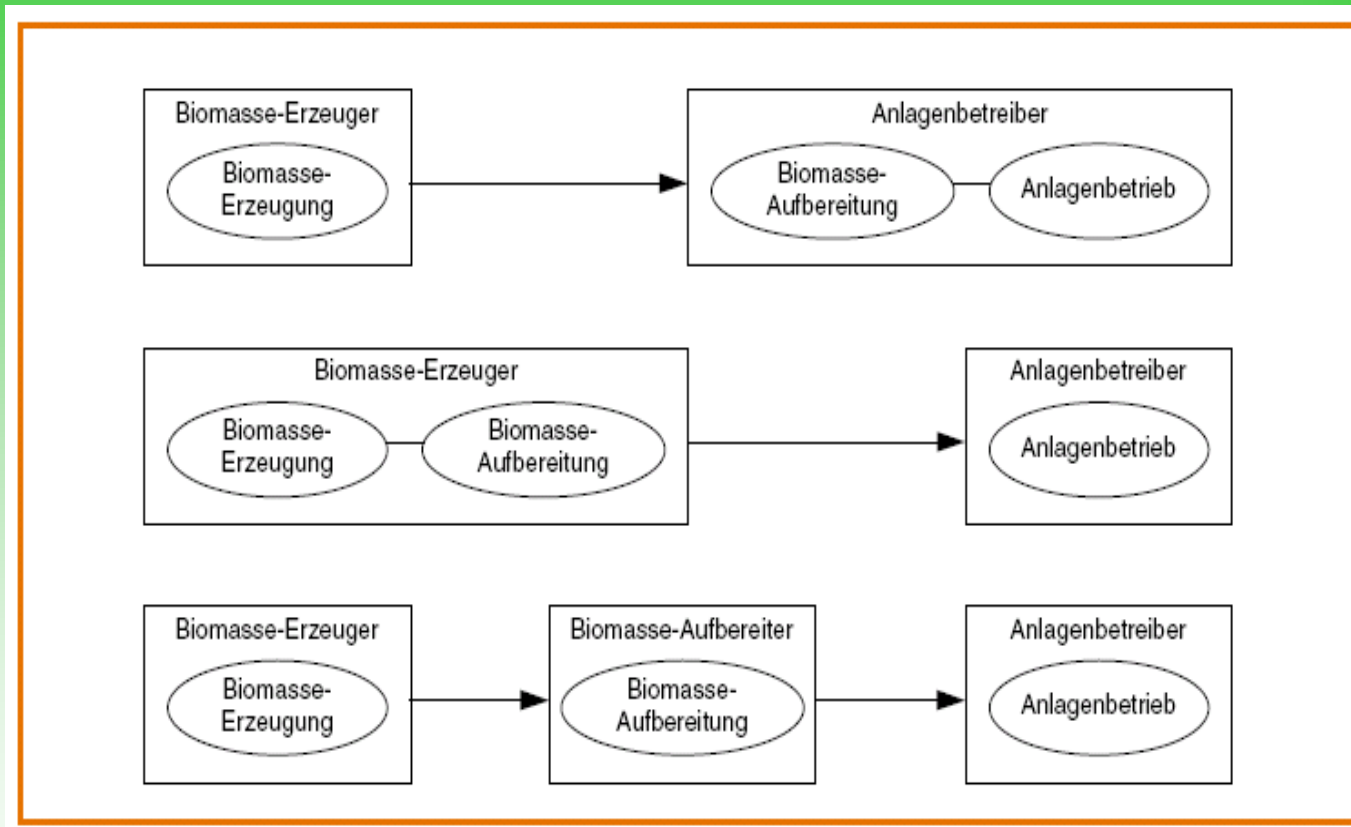 Biomasse-Erzeuger
Biomasse-
Erzeugung
Anlagenbetreiber
Biomasse-
Aufbereitung
Anlagenbetrieb
Biomasse-Erzeuger
Biomasse-
Erzeugung
Biomasse-
Aufbereitung
Anlagenbetreiber
Anlagenbetrieb
Biomasse-Erzeuger
Biomasse-
Erzeugung
Biomasse-Aufbereiter
Biomasse-
Aufbereitung
Anlagenbetreiber
Anlagenbetrieb